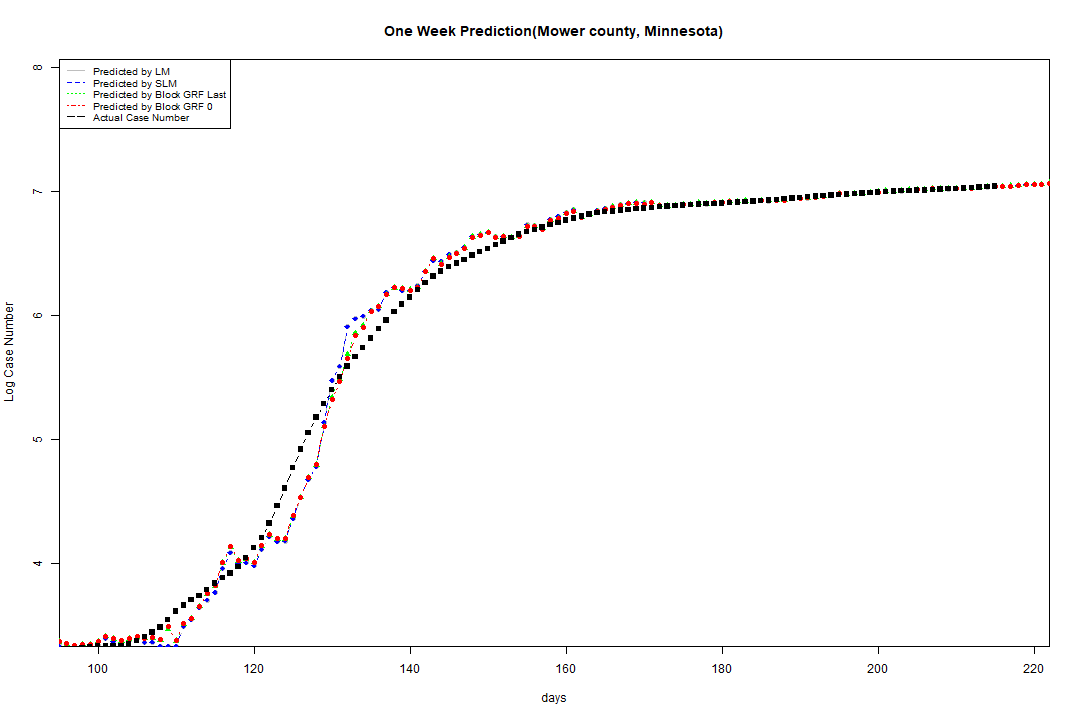 One Week Prediction(Mower county, Minnesota)
Predicted by LM
Predicted by SLM
Predicted by Block GRF Last
Predicted by Block GRF 0
Actual Case Number
8
7
6
5
4
Log Case Number
100 120 140 160 180 200 220
days